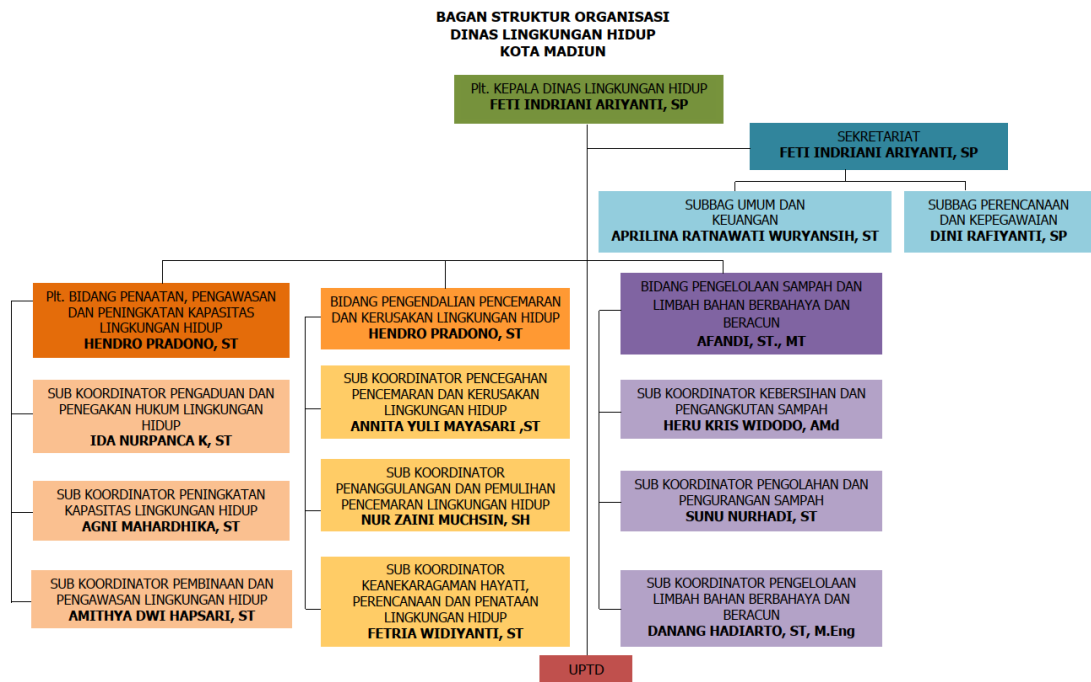 BAGAN STRUKTUR ORGANISASI
DINAS LINGKUNGAN HIDUP
KOTA MADIUN
Plt. KEPALA DINAS LINGKUNGAN HIDUP
FETI INDRIANI ARIYANTI, SP
SEKRETARIAT
FETI INDRIANI ARIYANTI, SP
SUBBAG UMUM DAN
KEUANGAN
APRILINA RATNAWATI WURYANSIH, ST
SUBBAG PERENCANAAN
DAN KEPEGAWAIAN
DINI RAFIYANTI, SP
Plt. BIDANG PENAATAN, PENGAWASAN
DAN PENINGKATAN KAPASITAS
LINGKUNGAN HIDUP
HENDRO PRADONO, ST
SUB KOORDINATOR PENGADUAN DAN
PENEGAKAN HUKUM LINGKUNGAN
HIDUP
IDA NURPANCA K, ST
SUB KOORDINATOR PENINGKATAN
KAPASITAS LINGKUNGAN HIDUP
AGNI MAHARDHIKA, ST
SUB KOORDINATOR PEMBINAAN DAN
PENGAWASAN LINGKUNGAN HIDUP
AMITHYA DWI HAPSARI, ST
BIDANG PENGENDALIAN PENCEMARAN
DAN KERUSAKAN LINGKUNGAN HIDUP
HENDRO PRADONO, ST
SUB KOORDINATOR PENCEGAHAN
PENCEMARAN DAN KERUSAKAN
LINGKUNGAN HIDUP
ANNITA YULI MAYASARI ,ST
SUB KOORDINATOR
PENANGGULANGAN DAN PEMULIHAN
PENCEMARAN LINGKUNGAN HIDUP
NUR ZAINI MUCHSIN, SH
SUB KOORDINATOR
KEANEKARAGAMAN HAYATI,
PERENCANAAN DAN PENATAAN
LINGKUNGAN HIDUP
FETRIA WIDIYANTI, ST
BIDANG PENGELOLAAN SAMPAH DAN
LIMBAH BAHAN BERBAHAYA DAN
BERACUN
AFANDI, ST., MT
SUB KOORDINATOR KEBERSIHAN DAN
PENGANGKUTAN SAMPAH
HERU KRIS WIDODO, AMd
SUB KOORDINATOR PENGOLAHAN DAN
PENGURANGAN SAMPAH
SUNU NURHADI, ST
SUB KOORDINATOR PENGELOLAAN
LIMBAH BAHAN BERBAHAYA DAN
BERACUN
DANANG HADIARTO, ST, M.Eng
UPTD